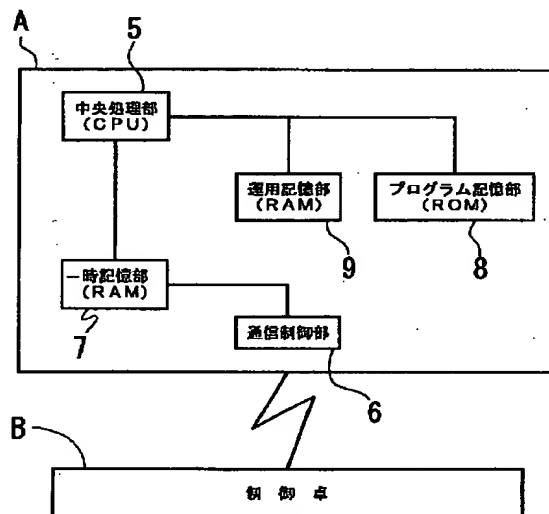 A
5
中央処理部
(CPU)
運用記憶部
(RAM)
プログラム記憶部
(ROM)
9
8
一時記憶部
(RAM)
7
通信制御部
6
B
制御卓